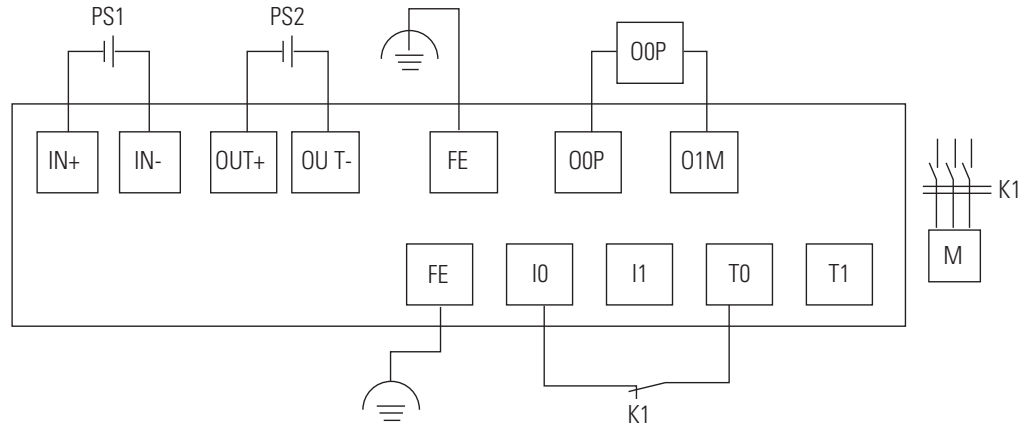 PS1
PS2
O0P
IN+
IN-
OUT+
OU T-
FE
O0P
O1M
K1
M
FE
I0
I1
T0
T1
K1